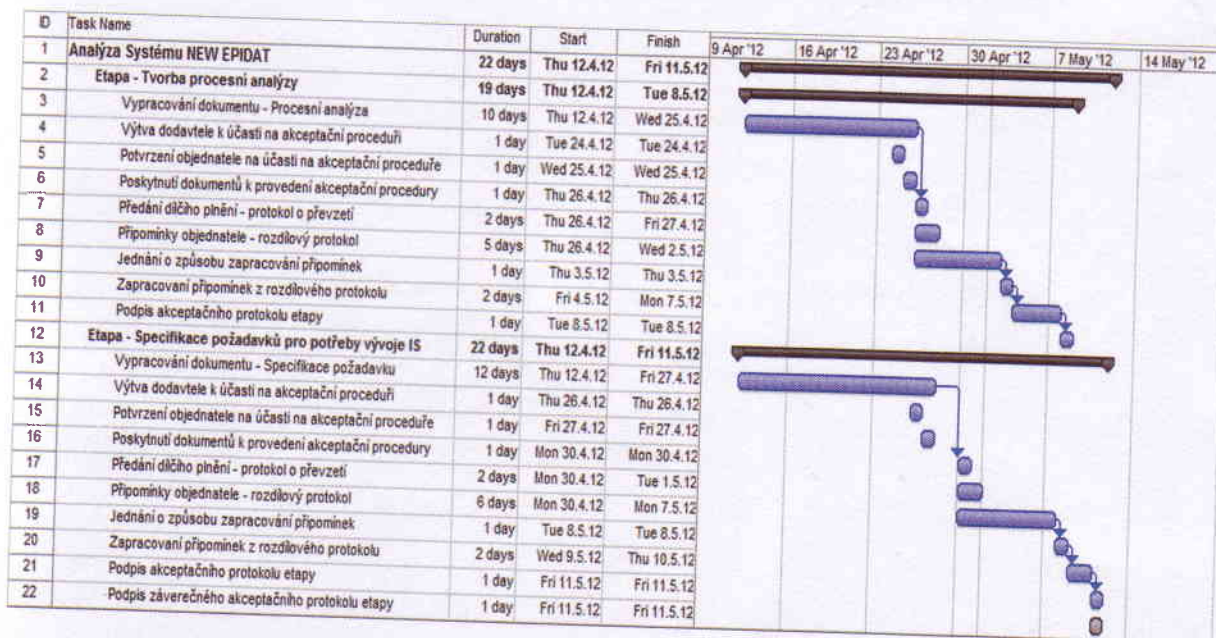 ID Task Name Duration Start Finish 9 Apr '12 16 Apr '12 23 Apr '12 30 Apr '12 7 May '12 14 May '12
1 Analýza Systému NEW EPIDAT 22 days Thu 12.4.12 Fri 11.5.12
2 Etapa - Tvorba procesní analýzy 19 days Thu 12.4.12 Tue 8.5.12
3 Vypracování dokumentu - Procesní analýza 10 days Thu 12.4.12 Wed 25.4.12
4 Výtva dodavtele k účasti na akceptační proceduři 1 day Tue 24.4.12 Tue 24.4.12
5 Potvrzení objednatele na účasti na akceptační proceduře 1 day Wed 25.4.12 Wed 25.4.12
6 Poskytnutí dokumentů k provedení akceptační procedury 1 day Thu 26.4.12 Thu 26.4.12
7 Předání dílčího plnění - protokol o převzetí 2 days Thu 26.4.12 Fri 27.4.12
8 Připomínky objednatele - rozdílový protokol 5 days Thu 26.4.12 Wed 2.5.12
9 Jednání o způsobu zapracování připomínek 1 day Thu 3.5.12 Thu 3.5.12
10 Zapracovaní připomínek z rozdílového protokolu 2 days Fri 4.5.12 Mon 7.5.12
11 Podpis akceptačního protokolu etapy 1 day Tue 8.5.12 Tue 8.5.12
12 Etapa - Specifikace požadavků pro potřeby vývoje IS 22 days Thu 12.4.12 Fri 11.5.12
13 Vypracování dokumentu - Specifikace požadavku 12 days Thu 12.4.12 Fri 27.4.12
14 Výtva dodavtele k účasti na akceptační proceduři 1 day Thu 26.4.12 Thu 26.4.12
15 Potvrzení objednatele na účasti na akceptační proceduře 1 day Fri 27.4.12 Fri 27.4.12
16 Poskytnutí dokumentů k provedení akceptační procedury 1 day Mon 30.4.12 Mon 30.4.12
17 Předání dílčího plnění - protokol o převzetí 2 days Mon 30.4.12 Tue 1.5.12
18 Připomínky objednatele - rozdílový protokol 6 days Mon 30.4.12 Mon 7.5.12
19 Jednání o způsobu zapracování připomínek 1 day Tue 8.5.12 Tue 8.5.12
20 Zapracovaní připomínek z rozdílového protokolu 2 days Wed 9.5.12 Thu 10.5.12
21 Podpis akceptačního protokolu etapy 1 day Fri 11.5.12 Fri 11.5.12
22 Podpis záverečného akceptačního protokolu etapy 1 day Fri 11.5.12 Fri 11.5.12